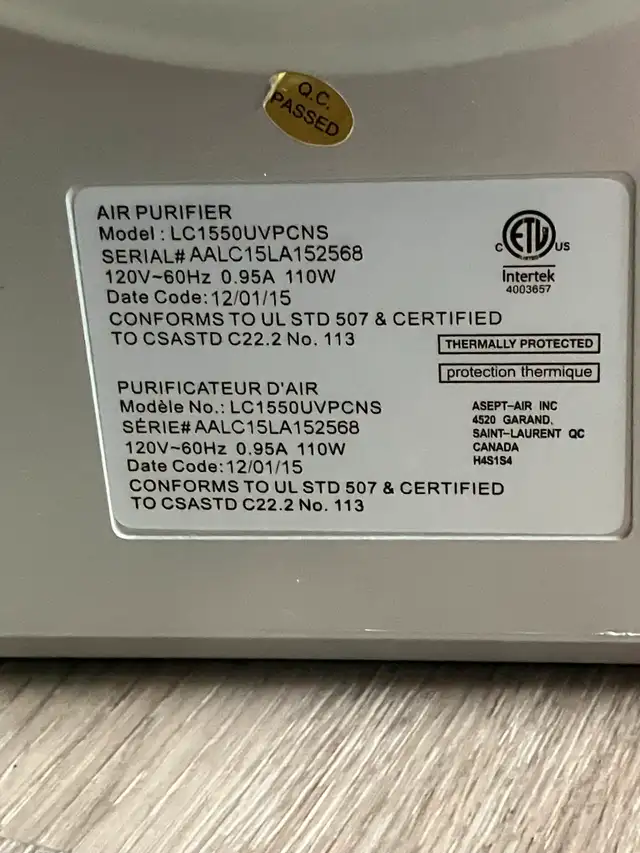 Q.C.
PASSED
AIR PURIFIER
Model : LC1550UVPCNS
SERIAL# AALC15LA152568
120V~60Hz 0.95A 110W
Date Code: 12/01/15
CONFORMS TO UL STD 507 & CERTIFIED
TO CSASTD C22.2 No. 113
C ETL US
Intertek
4003657
THERMALLY PROTECTED
protection thermique
PURIFICATEUR D'AIR
Modèle No.: LC1550UVPCNS
SÉRIE# AALC15LA152568
120V~60Hz 0.95A 110W
Date Code: 12/01/15
CONFORMS TO UL STD 507 & CERTIFIED
TO CSASTD C22.2 No. 113
ASEPT-AIR INC
4520 GARAND,
SAINT-LAURENT QC
CANADA
H4S1S4